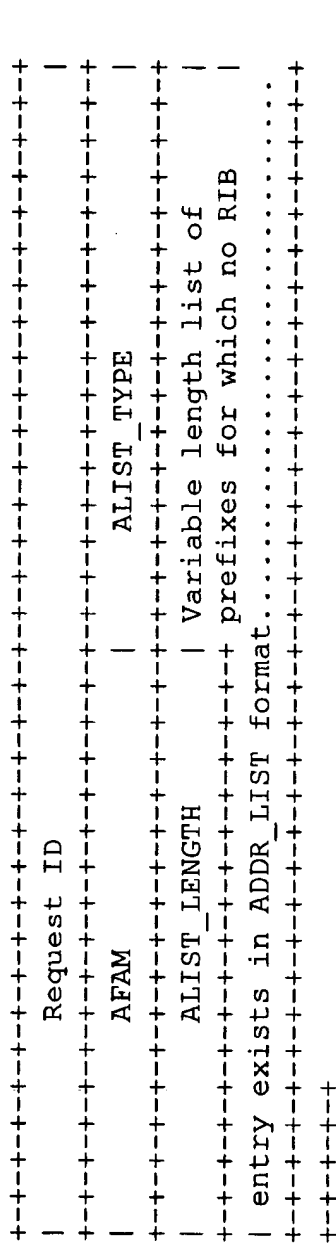 +-+-+-+-+-+-+-+-+-+-+-+-+-+-+-+-+-+-+-+-+-+-+-+-+-+-+-+-+-+-+-+-+
| Request ID |
+-+-+-+-+-+-+-+-+-+-+-+-+-+-+-+-+-+-+-+-+-+-+-+-+-+-+-+-+-+-+-+-+
| AFAM | ALIST_TYPE |
+-+-+-+-+-+-+-+-+-+-+-+-+-+-+-+-+-+-+-+-+-+-+-+-+-+-+-+-+-+-+-+-+
| ALIST_LENGTH | Variable length list of |
+-+-+-+-+-+-+-+-+-+-+-+-+-+-+-+-+ prefixes for which no RIB |
| entry exists in ADDR_LIST format..............................
+-+-+-+-+-+-+-+-+-+-+-+-+-+-+-+-+-+-+-+-+-+-+-+-+-+-+-+-+-+-+-+-+
+-+-+-+-+